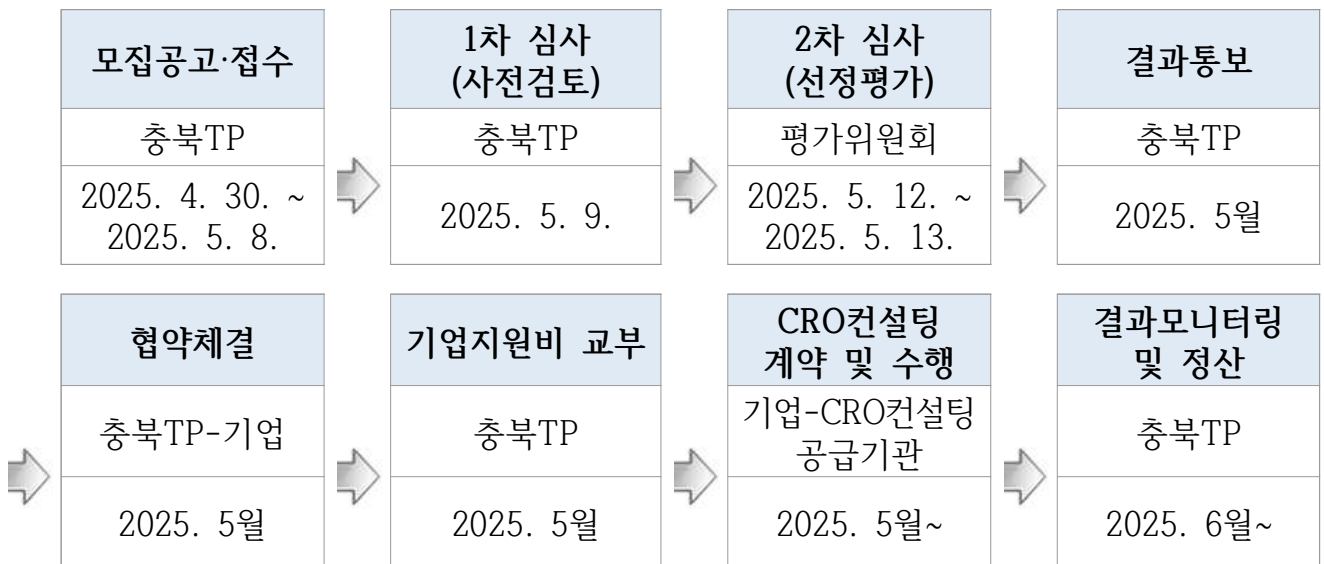 모집공고·접수
충북TP
2025. 4. 30. ~
2025. 5. 8.
1차 심사
(사전검토)
충북TP
2025. 5. 9.
2차 심사
(선정평가)
평가위원회
2025. 5. 12. ~
2025. 5. 13.
결과통보
충북TP
2025. 5월
협약체결
충북TP-기업
2025. 5월
기업지원비 교부
충북TP
2025. 5월
CRO컨설팅
계약 및 수행
기업-CRO컨설팅
공급기관
2025. 5월~
결과모니터링
및 정산
충북TP
2025. 6월~